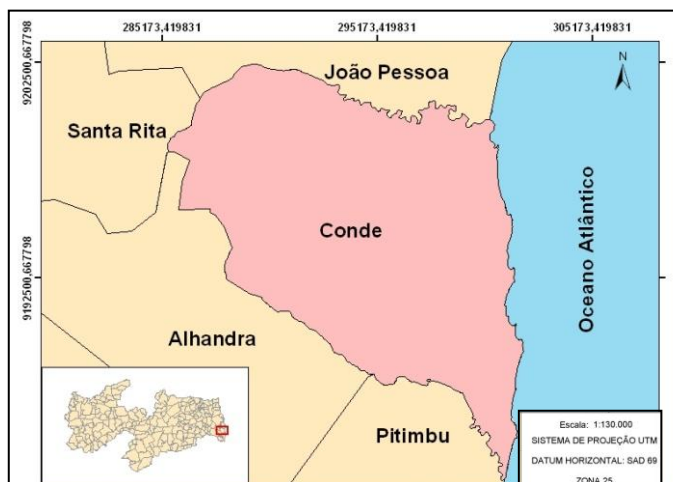 285173,419831
295173,419831
305173,419831
9202500,667798
9192500,667798
N
João Pessoa
Santa Rita
Conde
Oceano Atlântico
Alhandra
Pitimbu
Escala: 1:130.000
SISTEMA DE PROJEÇÃO UTM
DATUM HORIZONTAL: SAD 69
ZONA 25